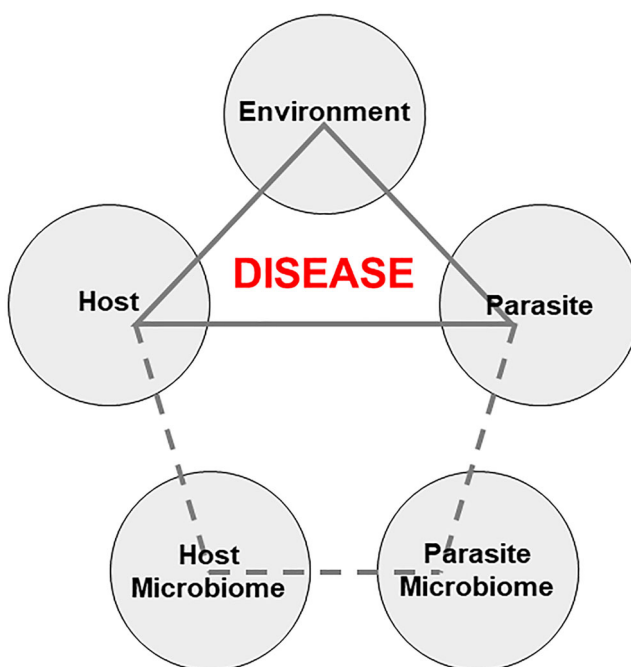 Environment
DISEASE
Host
Parasite
Host
Microbiome
Parasite
Microbiome